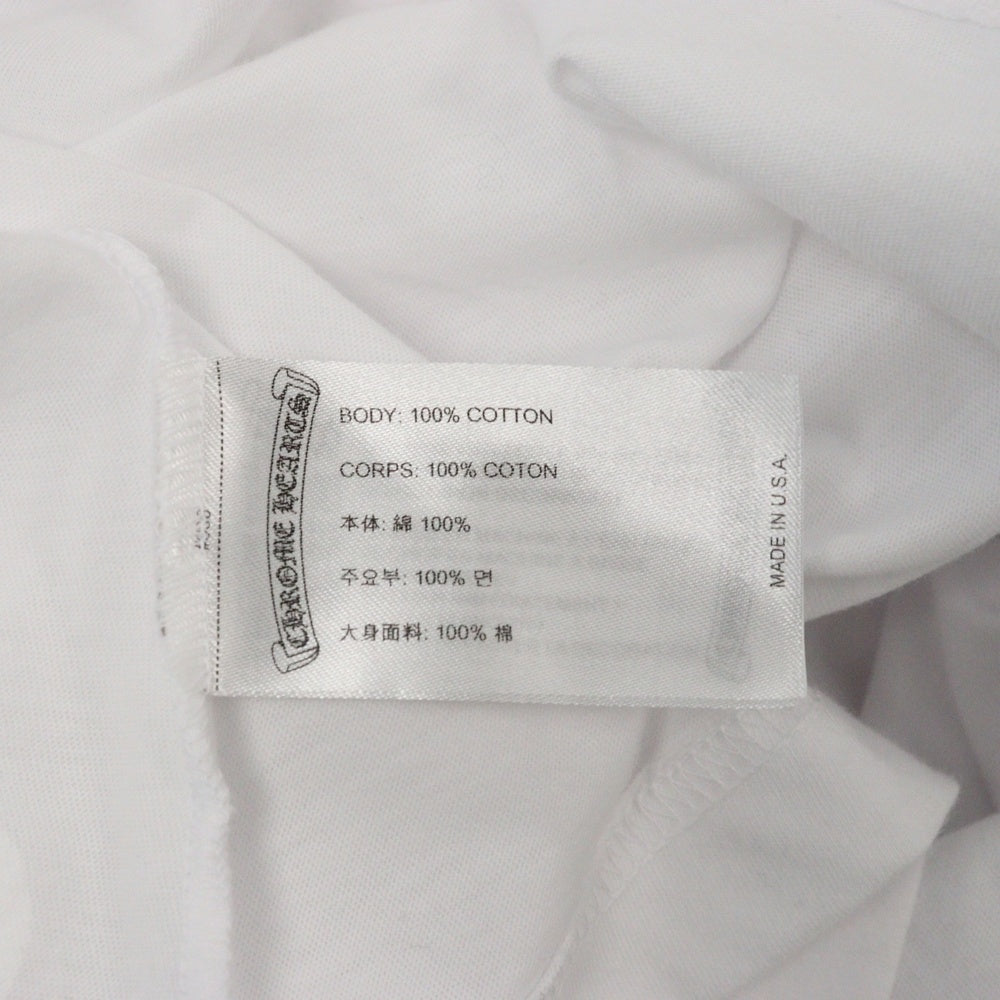 CHROME HEARTS
BODY: 100% COTTON
CORPS: 100% COTON
本体: 綿 100%
주요부: 100% 면
大身面料: 100% 棉
MADE IN U.S.A.